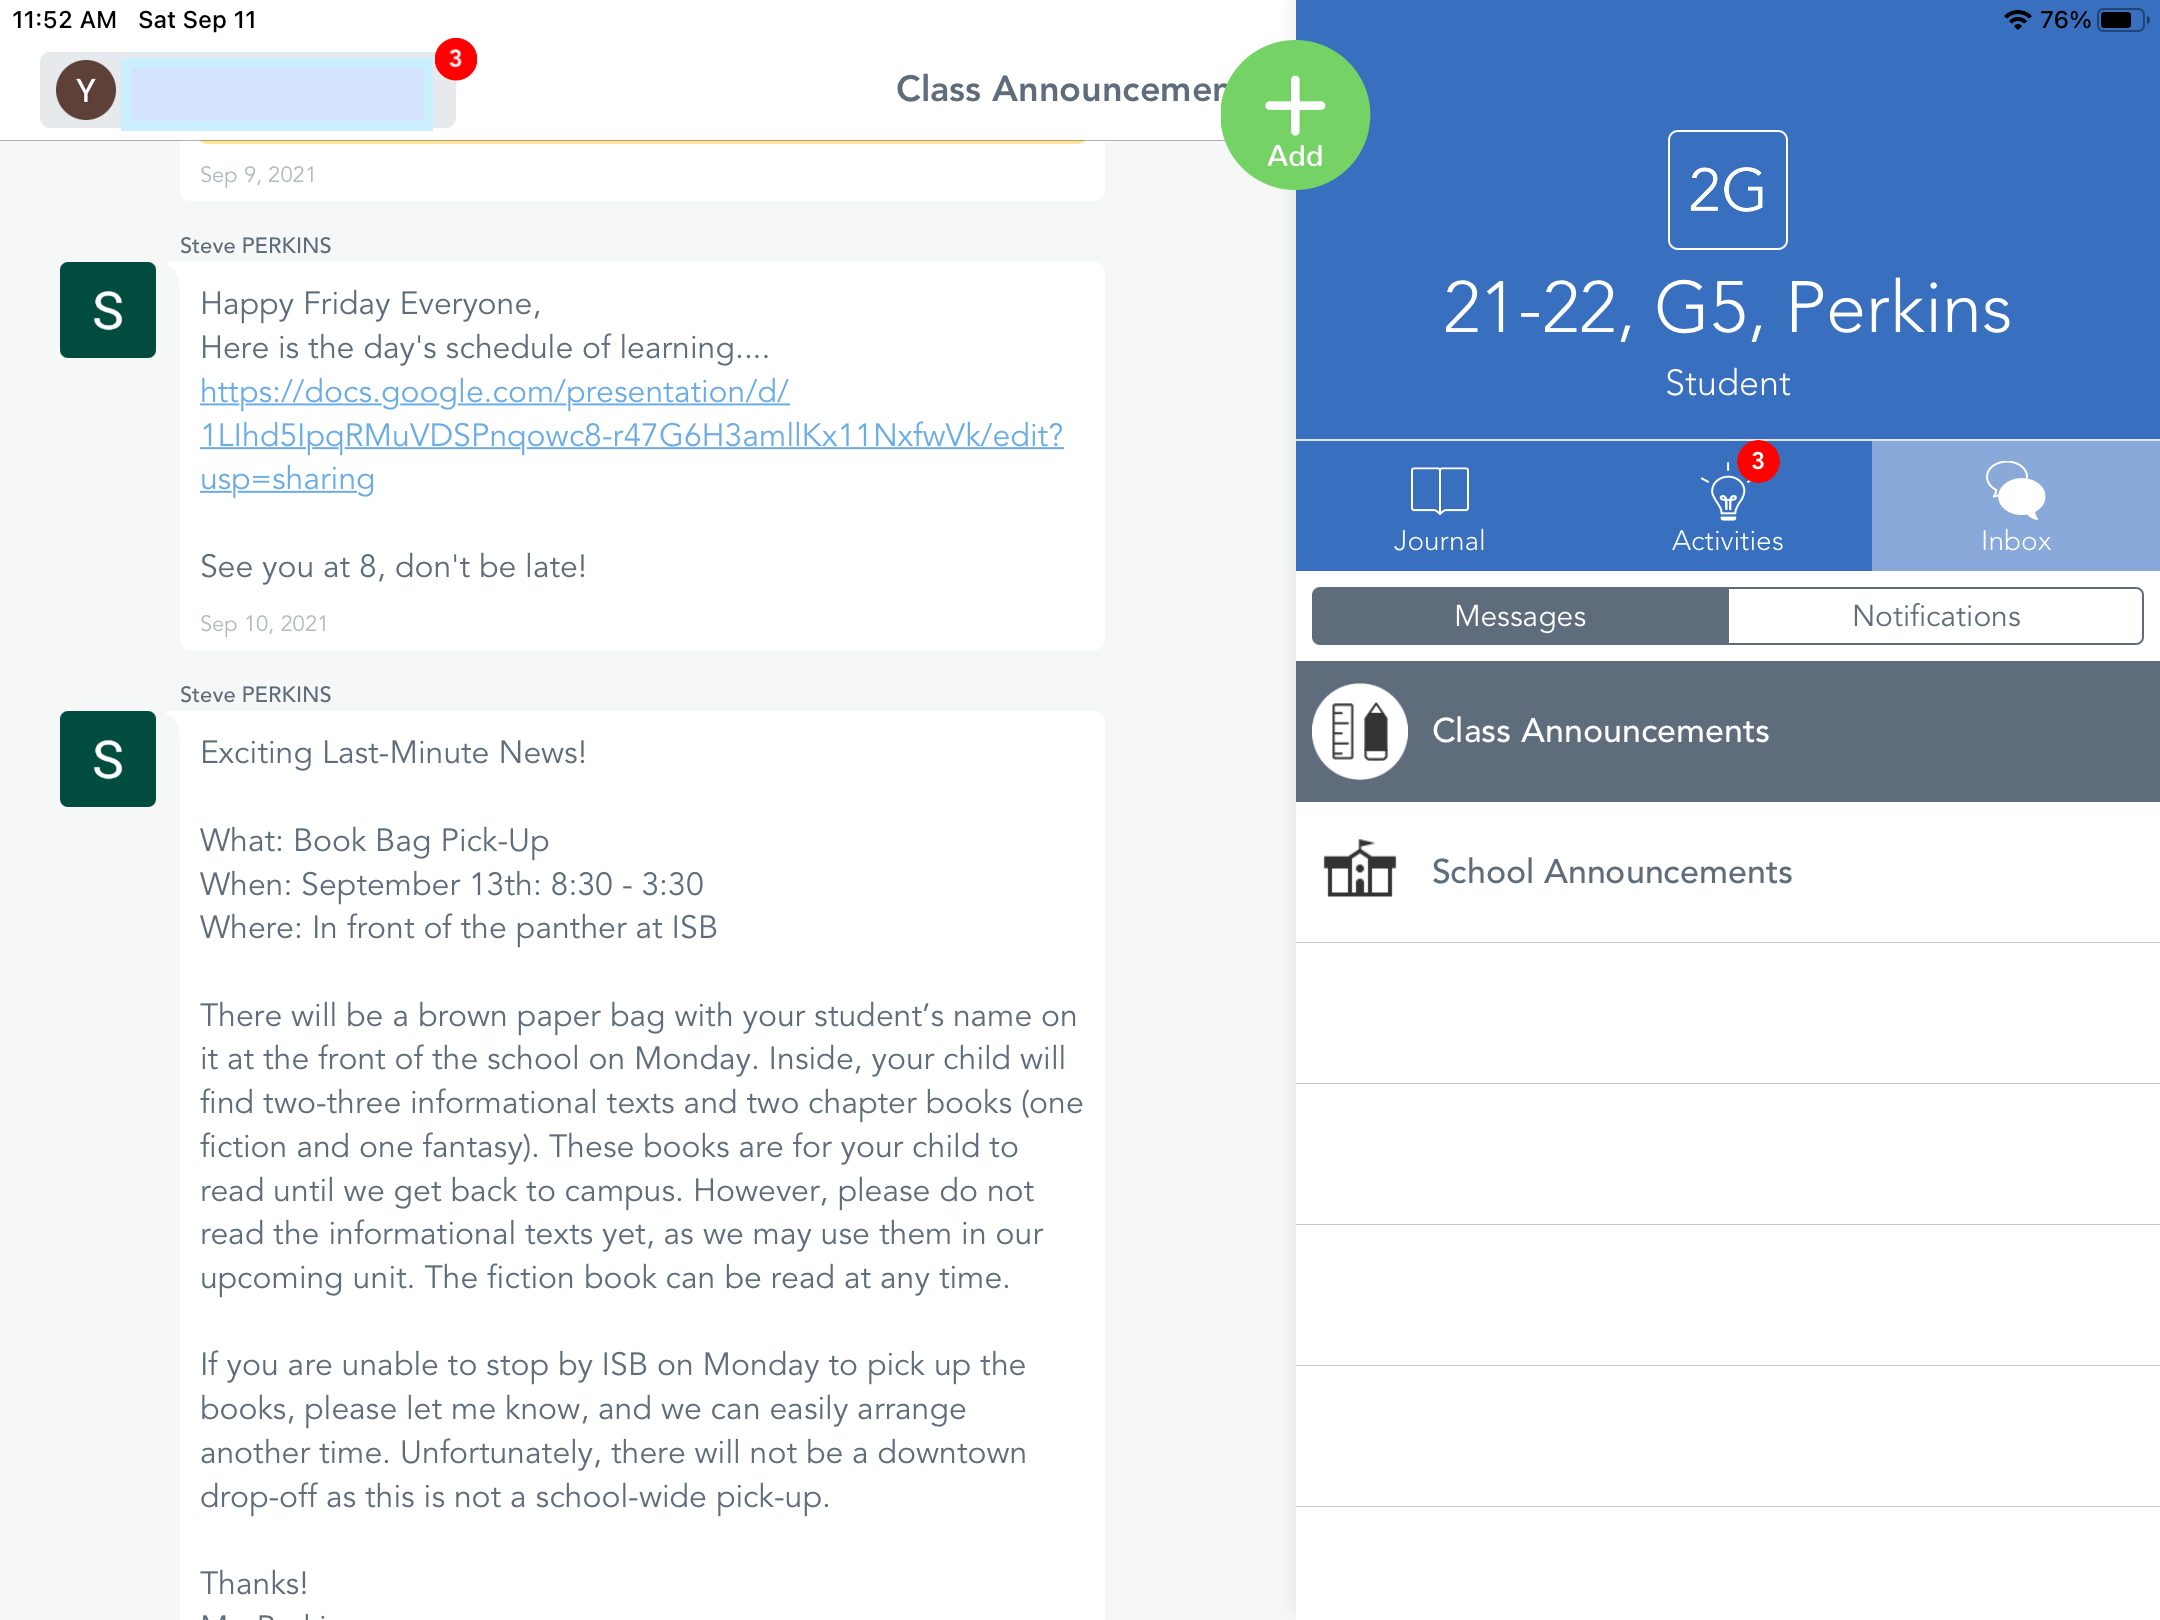 11:52 AM Sat Sep 11
76%
Y
3
Class Announcemen
Add
Sep 9, 2021
Steve PERKINS
S
Happy Friday Everyone,
Here is the day's schedule of learning....
https://docs.google.com/presentation/d/
1LIhd5IpqRMuVDSPnqowc8-r47G6H3amllKx11NxfwVk/edit?
usp=sharing
See you at 8, don't be late!
Sep 10, 2021
Steve PERKINS
S
Exciting Last-Minute News!
What: Book Bag Pick-Up
When: September 13th: 8:30 - 3:30
Where: In front of the panther at ISB
There will be a brown paper bag with your student’s name on
it at the front of the school on Monday. Inside, your child will
find two-three informational texts and two chapter books (one
fiction and one fantasy). These books are for your child to
read until we get back to campus. However, please do not
read the informational texts yet, as we may use them in our
upcoming unit. The fiction book can be read at any time.
If you are unable to stop by ISB on Monday to pick up the
books, please let me know, and we can easily arrange
another time. Unfortunately, there will not be a downtown
drop-off as this is not a school-wide pick-up.
Thanks!
2G
21-22, G5, Perkins
Student
Journal
3
Activities
Inbox
Messages
Notifications
Class Announcements
School Announcements